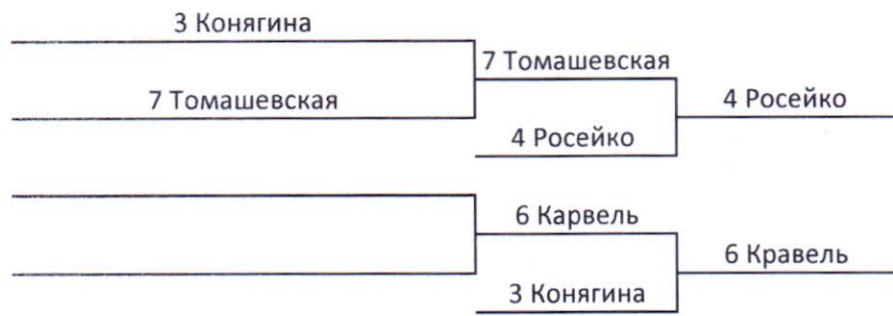 3 Конягина
7 Томашевская
7 Томашевская
4 Росейко
4 Росейко
6 Карвель
3 Конягина
6 Кравель